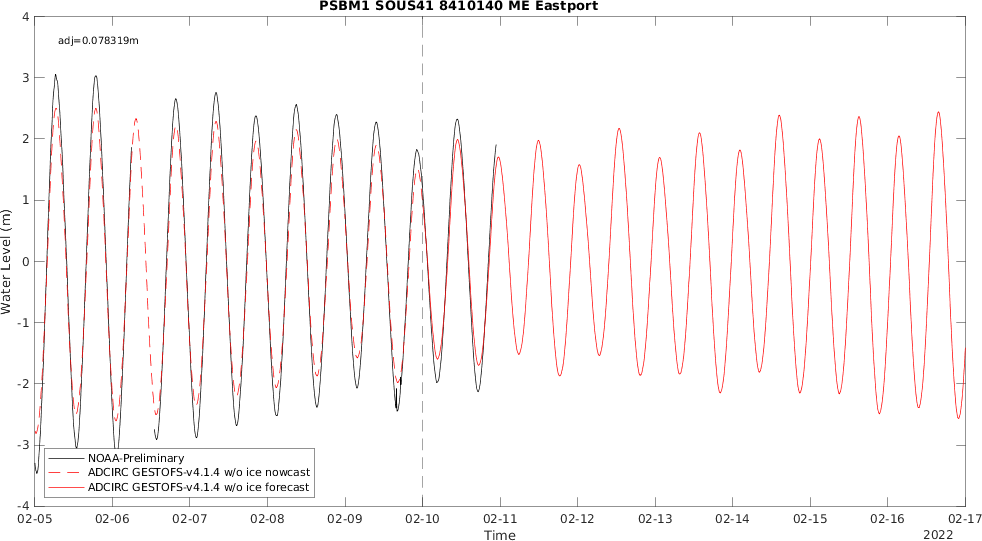 PSBM1 SOUS41 8410140 ME Eastport
adj=0.078319m
4
3
2
1
0
-1
-2
-3
-4
Water Level (m)
NOAA-Preliminary
ADCIRC GESTOFS-v4.1.4 w/o ice nowcast
ADCIRC GESTOFS-v4.1.4 w/o ice forecast
02-05 02-06 02-07 02-08 02-09 02-10 02-11 02-12 02-13 02-14 02-15 02-16 02-17
Time
2022